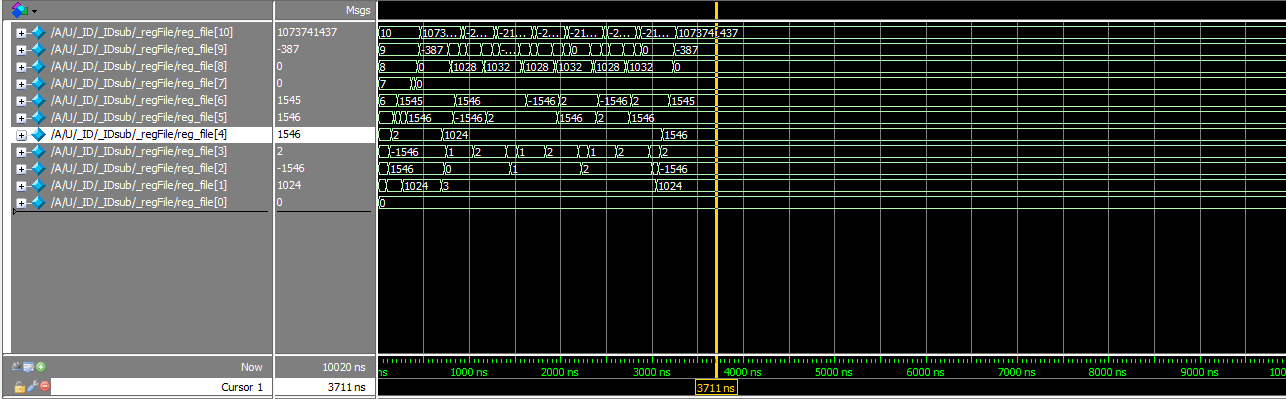 Msgs
/A/U/_ID/_IDsub/_regFile/reg_file[10] 1073741437 10 1073... -2... -21... -2... -21... -2... -21... 1073741437
/A/U/_ID/_IDsub/_regFile/reg_file[9] -387 9 -387 -... 0 0 -387
/A/U/_ID/_IDsub/_regFile/reg_file[8] 0 8 0 1028 1032 1028 1032 1028 1032 0
/A/U/_ID/_IDsub/_regFile/reg_file[7] 0 7 0
/A/U/_ID/_IDsub/_regFile/reg_file[6] 1545 6 1545 1546 -1546 2 -1546 2 1545
/A/U/_ID/_IDsub/_regFile/reg_file[5] 1546 1546 -1546 2 1546 2 1546
/A/U/_ID/_IDsub/_regFile/reg_file[4] 1546 2 1024 1546
/A/U/_ID/_IDsub/_regFile/reg_file[3] 2 -1546 1 2 1 2 1 2 2
/A/U/_ID/_IDsub/_regFile/reg_file[2] -1546 1546 0 1 2 -1546
/A/U/_ID/_IDsub/_regFile/reg_file[1] 1024 1024 3 1024
/A/U/_ID/_IDsub/_regFile/reg_file[0] 0 0
Now 10020 ns ns 1000 ns 2000 ns 3000 ns 4000 ns 5000 ns 6000 ns 7000 ns 8000 ns 9000 ns 100
Cursor 1 3711 ns 3711 ns